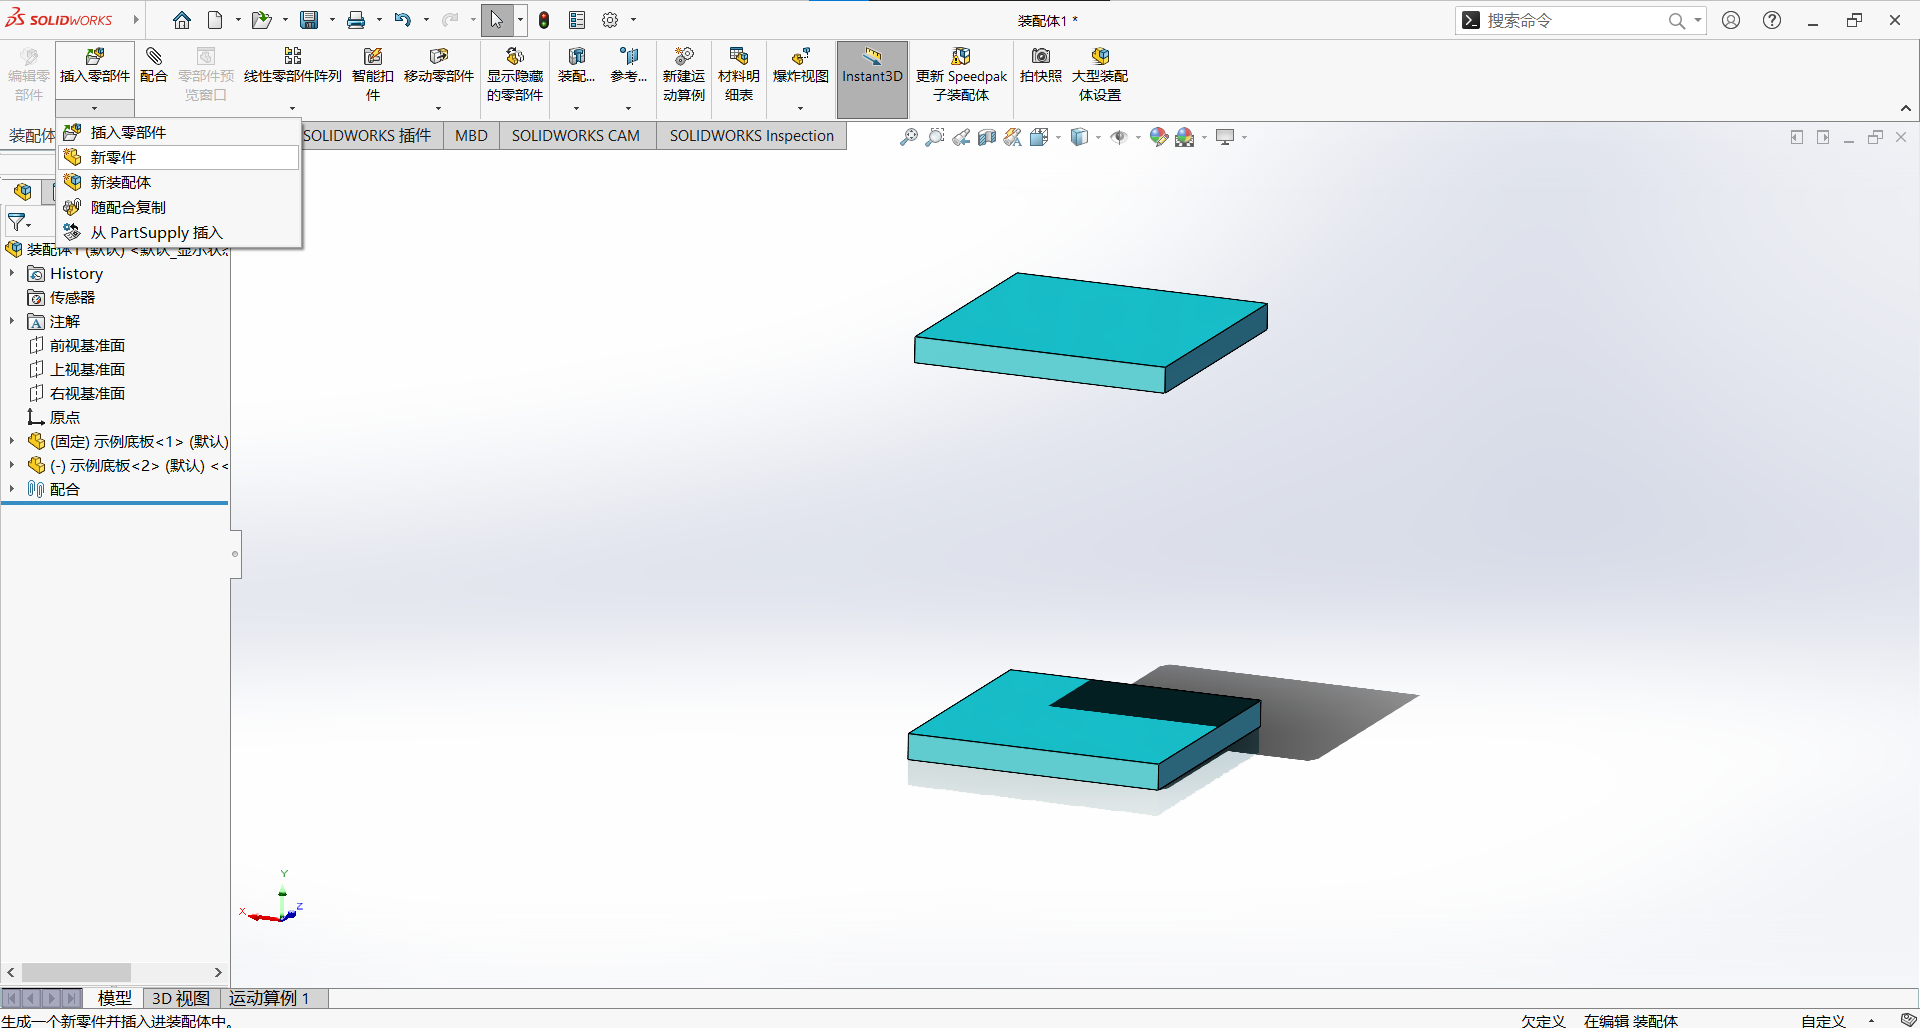 SOLIDWORKS
装配体1 *
搜索命令
编辑零部件
插入零部件
配合
零部件预览窗口
线性零部件阵列
智能扣件
移动零部件
显示隐藏的零部件
装配...
参考...
新建运动算例
材料明细表
爆炸视图
Instant3D
更新 Speedpak 子装配体
拍快照
大型装配体设置
装配体
SOLIDWORKS 插件
MBD
SOLIDWORKS CAM
SOLIDWORKS Inspection
插入零部件
新零件
新装配体
随配合复制
从 PartSupply 插入
装配体1 (默认) <默认_显示状态
History
传感器
注解
前视基准面
上视基准面
右视基准面
原点
(固定) 示例底板<1> (默认)
(-) 示例底板<2> (默认) <<
配合
Y
X
Z
模型
3D 视图
运动算例 1
生成一个新零件并插入进装配体中。
欠定义
在编辑 装配体
自定义